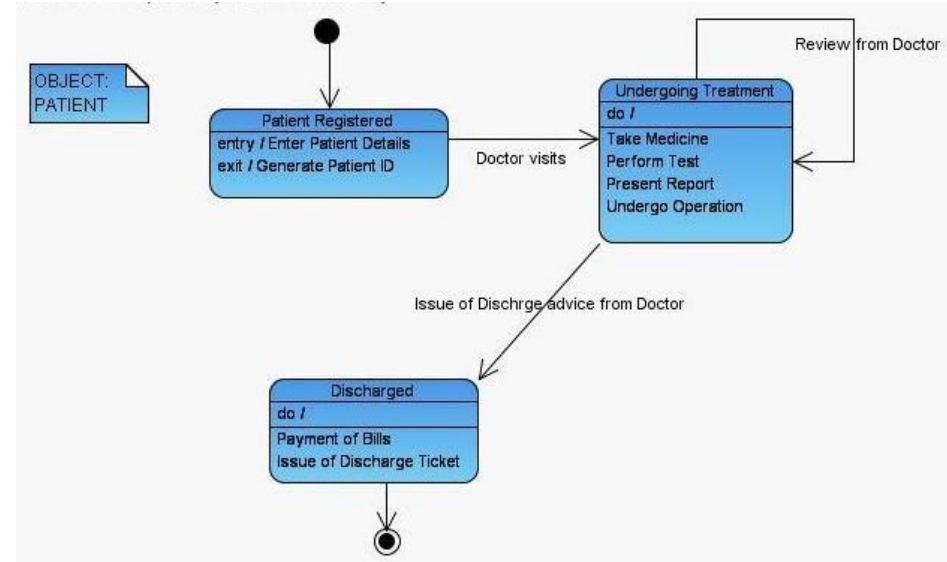 OBJECT:
PATIENT
Patient Registered
entry / Enter Patient Details
exit / Generate Patient ID
Doctor visits
Undergoing Treatment
do /
Take Medicine
Perform Test
Present Report
Undergo Operation
Review from Doctor
Issue of Dischrge advice from Doctor
Discharged
do /
Payment of Bills
Issue of Discharge Ticket